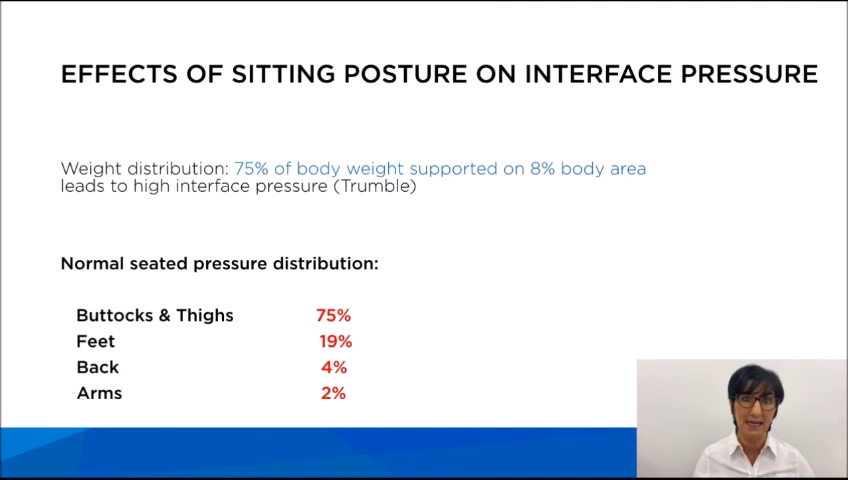 EFFECTS OF SITTING POSTURE ON INTERFACE PRESSURE
Weight distribution: 75% of body weight supported on 8% body area
leads to high interface pressure (Trumble)
Normal seated pressure distribution:
Buttocks & Thighs 75%
Feet 19%
Back 4%
Arms 2%